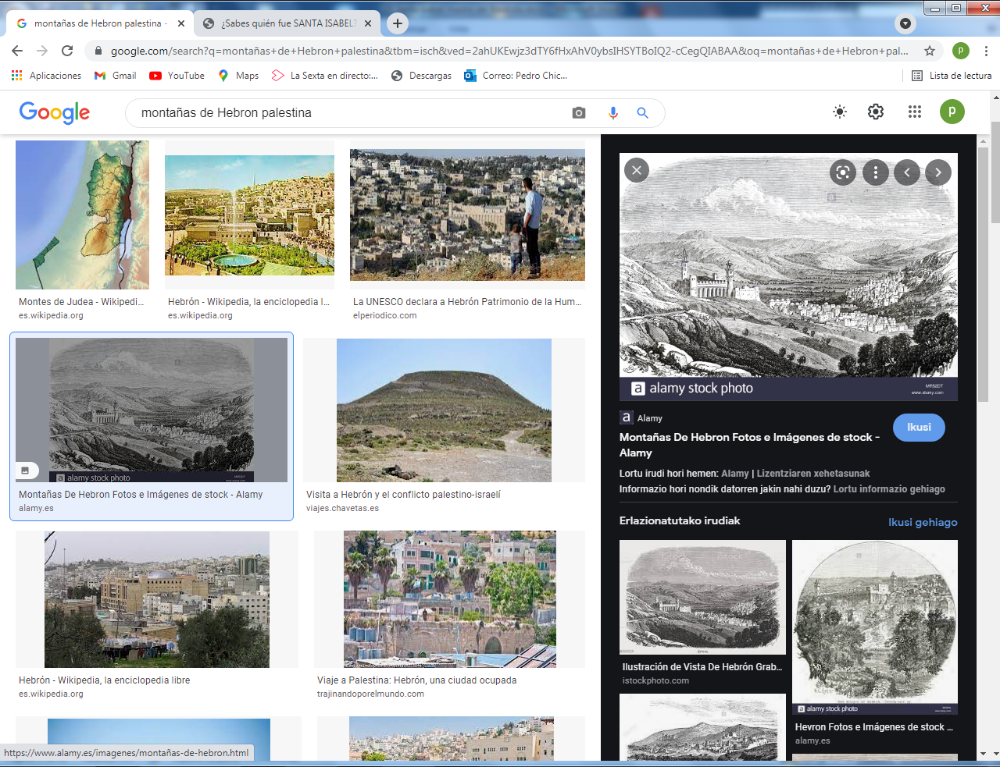 montañas de Hebron palestina -
¿Sabes quién fue SANTA ISABEL?
google.com/search?q=montañas+de+Hebron+palestina&tbm=isch&ved=2ahUKEwjz3dTY6fHxAhV0ybsIHSYTBoIQ2-cCegQIABAA&oq=montañas+de+Hebron+pal...
p
Aplicaciones
Gmail
YouTube
Maps
La Sexta en directo:...
Descargas
Correo: Pedro Chic...
Lista de lectura
Google
montañas de Hebron palestina
p
Montes de Judea - Wikipedi...
es.wikipedia.org
Hebrón - Wikipedia, la enciclopedia l...
es.wikipedia.org
La UNESCO declara a Hebrón Patrimonio de la Hum...
elperiodico.com
a alamy stock photo
Montañas De Hebron Fotos e Imágenes de stock - Alamy
alamy.es
Visita a Hebrón y el conflicto palestino-israelí
viajes.chavetas.es
Hebrón - Wikipedia, la enciclopedia libre
es.wikipedia.org
Viaje a Palestina: Hebrón, una ciudad ocupada
trajinandoporelmundo.com
https://www.alamy.es/imagenes/montañas-de-hebron.html
a alamy stock photo
MR52DT
www.alamy.com
a Alamy
Ikusi
Montañas De Hebron Fotos e Imágenes de stock -
Alamy
Lortu irudi hori hemen: Alamy | Lizentziaren xehetasunak
Informazio hori nondik datorren jakin nahi duzu? Lortu informazio gehiago
Erlazionatutako irudiak
Ikusi gehiago
Ilustración de Vista De Hebrón Grab...
istockphoto.com
a alamy stock photo
Hevron Fotos e Imágenes de stock ...
alamy.es